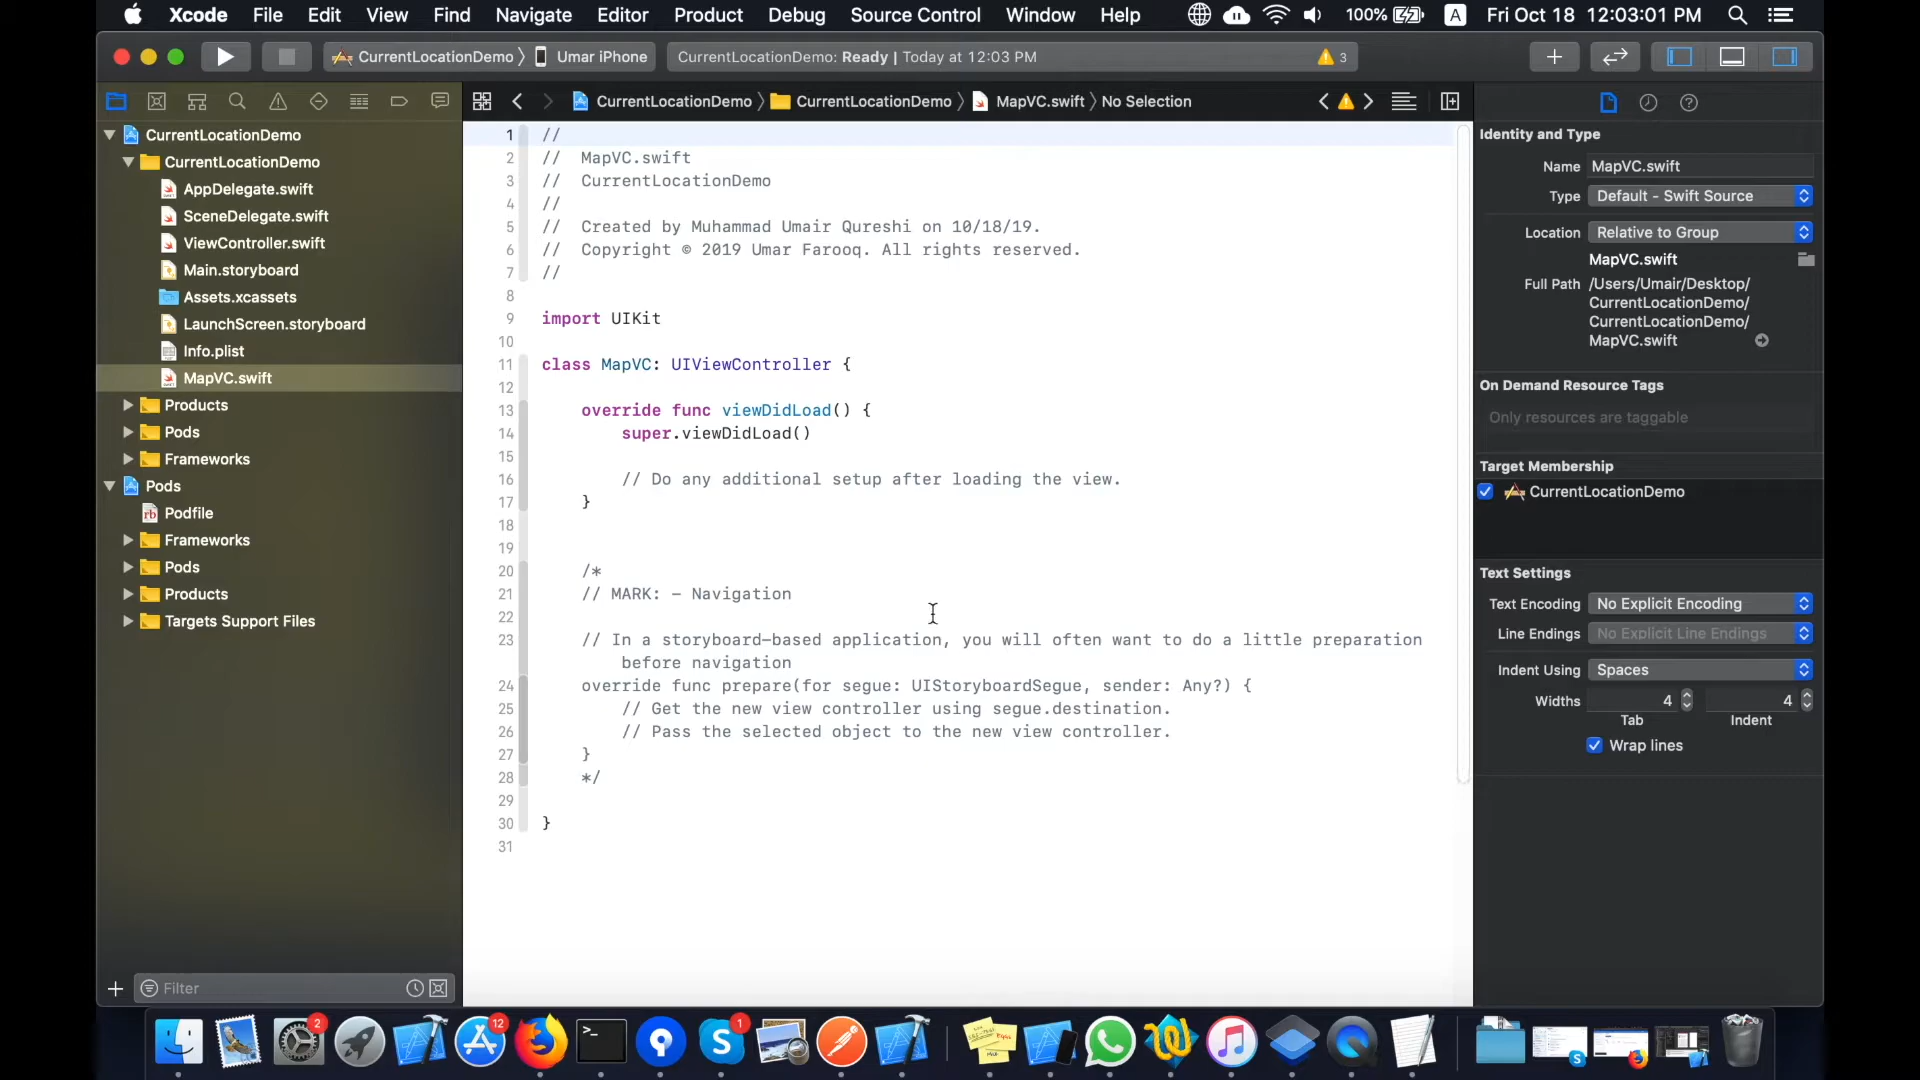 Xcode File Edit View Find Navigate Editor Product Debug Source Control Window Help 100% A Fri Oct 18 12:03:01 PM
CurrentLocationDemo Umar iPhone CurrentLocationDemo: Ready | Today at 12:03 PM 3
CurrentLocationDemo CurrentLocationDemo MapVC.swift No Selection
CurrentLocationDemo
CurrentLocationDemo
AppDelegate.swift
SceneDelegate.swift
ViewController.swift
Main.storyboard
Assets.xcassets
LaunchScreen.storyboard
Info.plist
MapVC.swift
Products
Pods
Frameworks
Pods
rb Podfile
Frameworks
Pods
Products
Targets Support Files
Filter
1 //
2 //  MapVC.swift
3 //  CurrentLocationDemo
4 //
5 //  Created by Muhammad Umair Qureshi on 10/18/19.
6 //  Copyright © 2019 Umar Farooq. All rights reserved.
7 //
8
9 import UIKit
10
11 class MapVC: UIViewController {
12
13 override func viewDidLoad() {
14 super.viewDidLoad()
15
16 // Do any additional setup after loading the view.
17 }
18
19
20 /*
21 // MARK: - Navigation
22
23 // In a storyboard-based application, you will often want to do a little preparation
before navigation
24 override func prepare(for segue: UIStoryboardSegue, sender: Any?) {
25 // Get the new view controller using segue.destination.
26 // Pass the selected object to the new view controller.
27 }
28 */
29
30 }
31
Identity and Type
Name MapVC.swift
Type Default - Swift Source
Location Relative to Group
MapVC.swift
Full Path /Users/Umair/Desktop/
CurrentLocationDemo/
CurrentLocationDemo/
MapVC.swift
On Demand Resource Tags
Only resources are taggable
Target Membership
CurrentLocationDemo
Text Settings
Text Encoding No Explicit Encoding
Line Endings No Explicit Line Endings
Indent Using Spaces
Widths 4 4
Tab Indent
Wrap lines
2 12 1